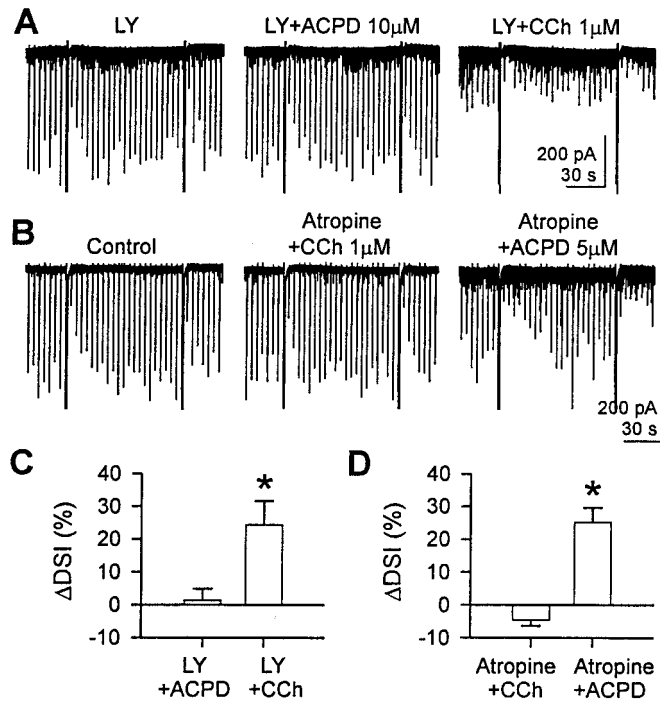 A
LY
LY+ACPD 10μM
LY+CCh 1μM
200 pA
30 s
B
Control
Atropine
+CCh 1μM
Atropine
+ACPD 5μM
200 pA
30 s
C
ΔDSI (%)
40
30
20
10
0
-10
*
LY
+ACPD
LY
+CCh
D
ΔDSI (%)
40
30
20
10
0
-10
*
Atropine
+CCh
Atropine
+ACPD